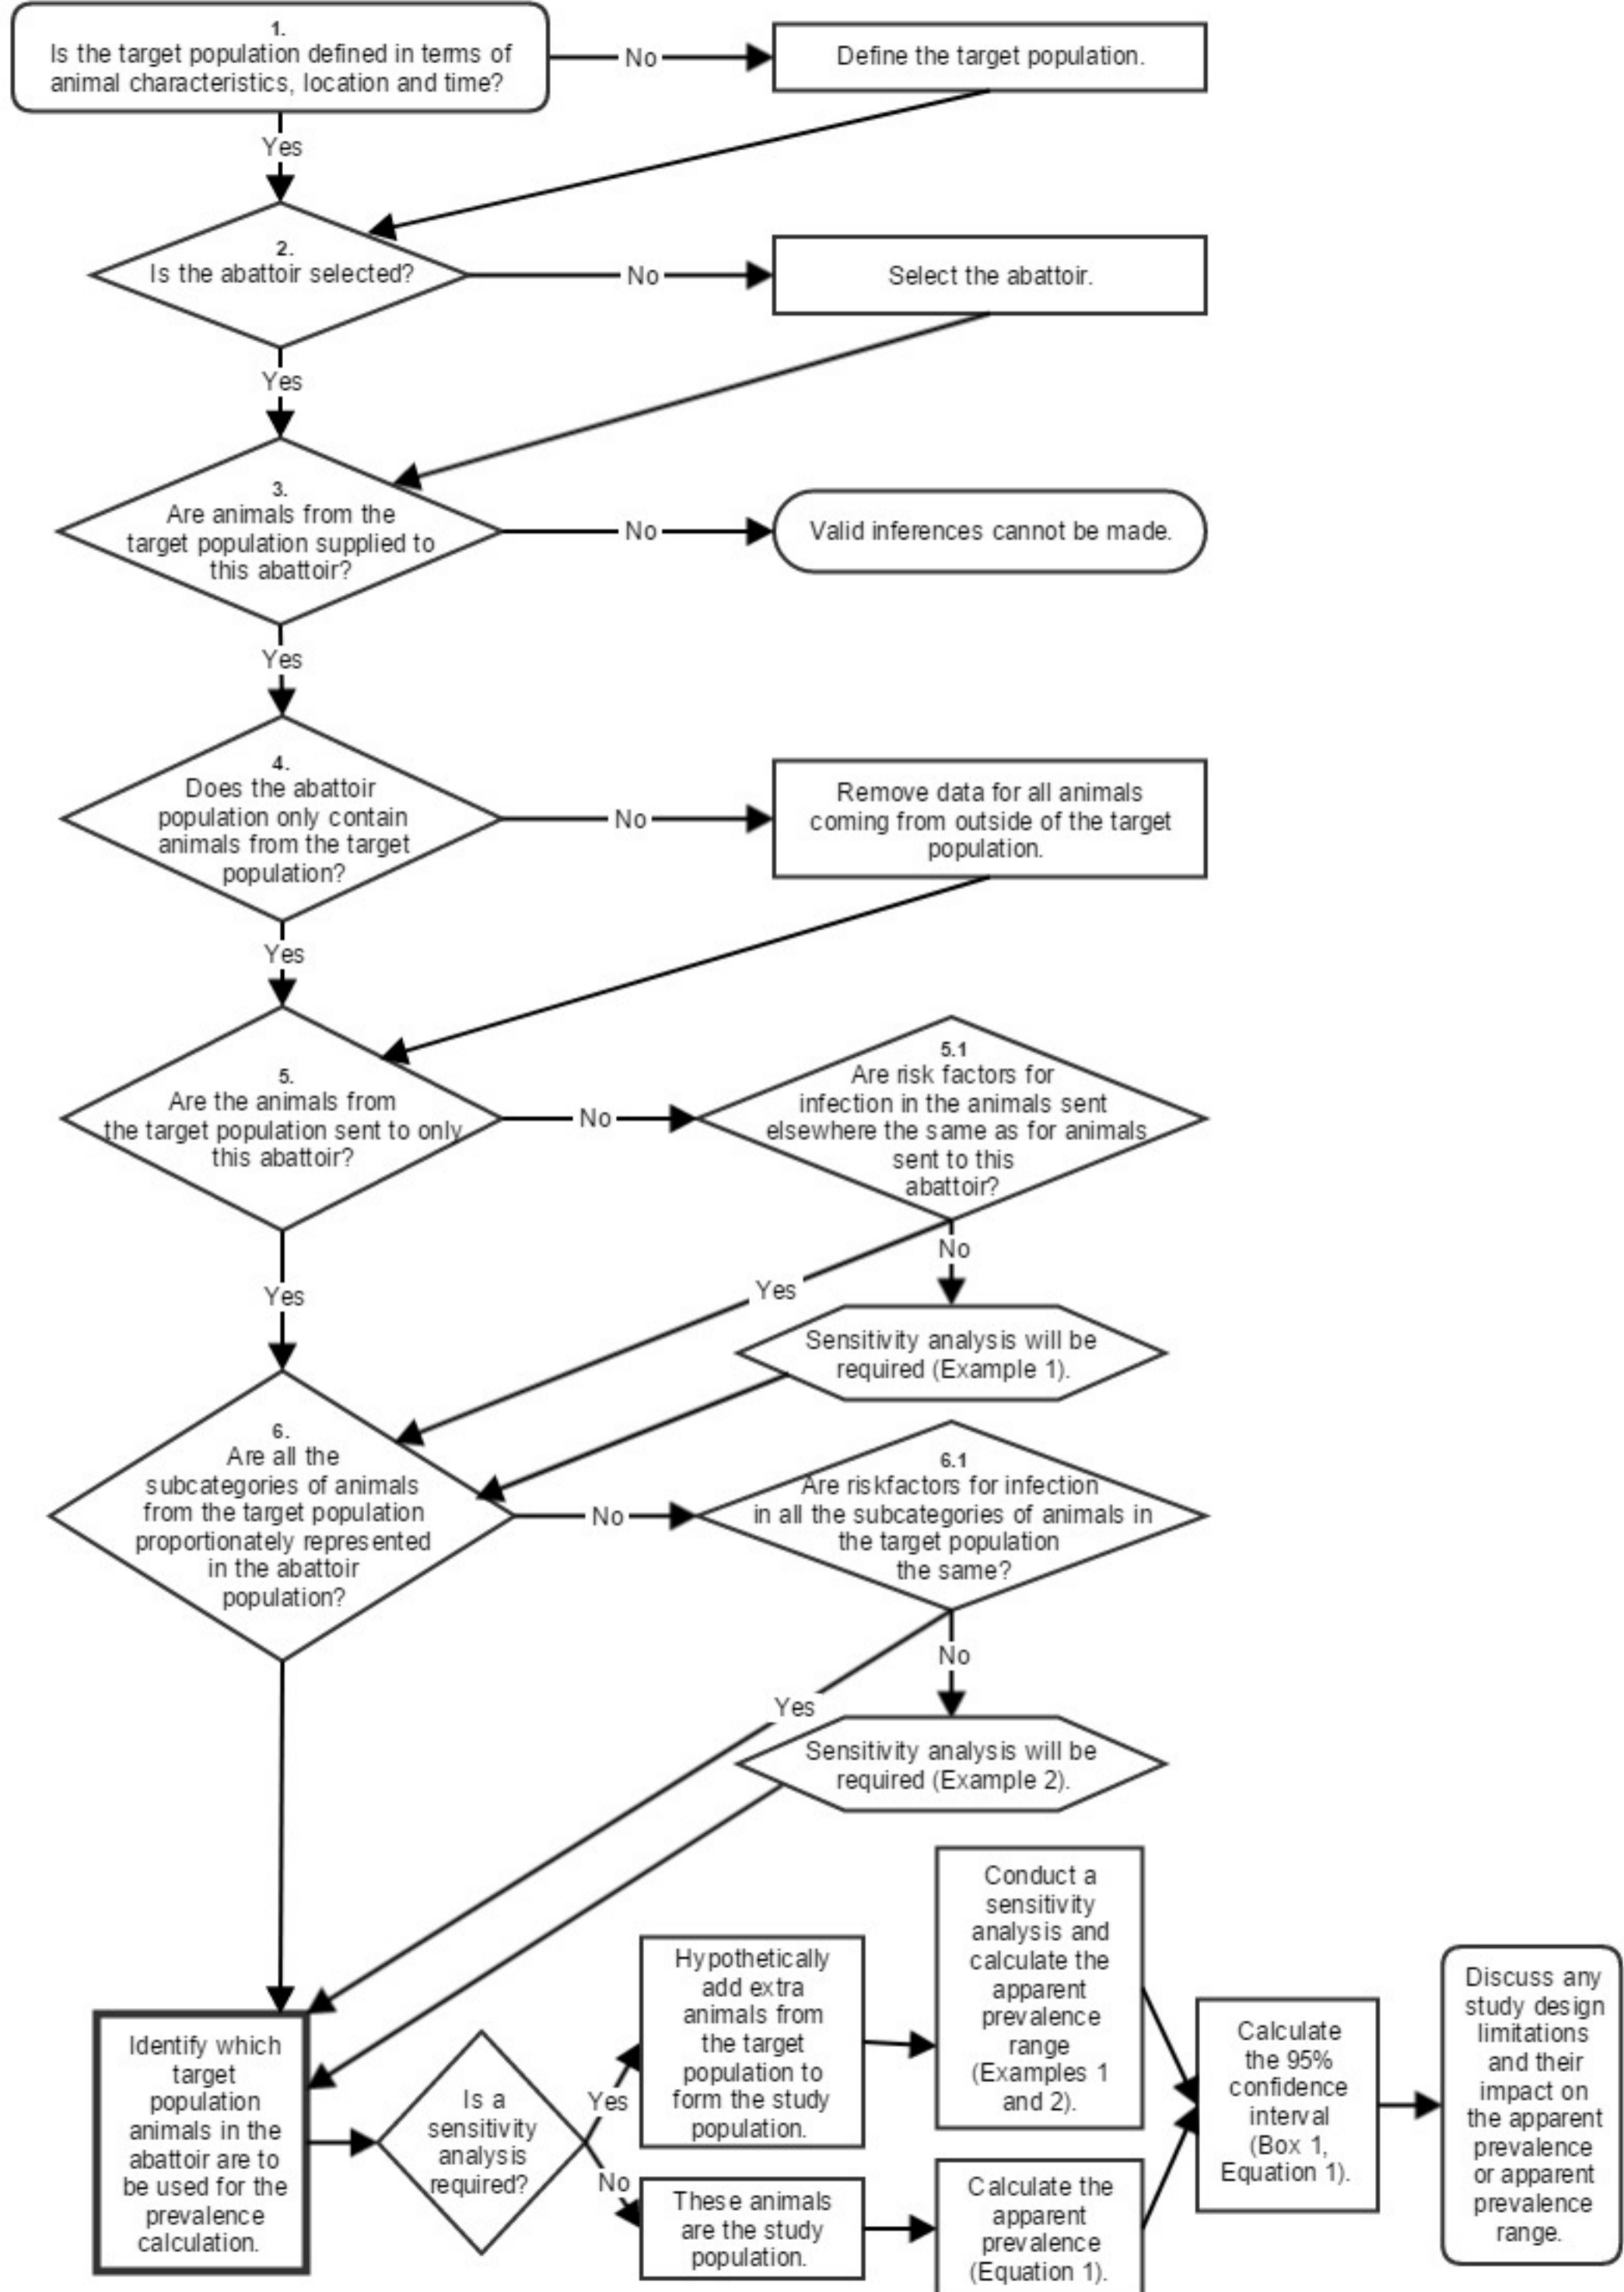 1.
Is the target population defined in terms of
animal characteristics, location and time?
No
Define the target population.
Yes
2.
Is the abattoir selected?
No
Select the abattoir.
Yes
3.
Are animals from the
target population supplied to
this abattoir?
No
Valid inferences cannot be made.
Yes
4.
Does the abattoir
population only contain
animals from the target
population?
No
Remove data for all animals
coming from outside of the target
population.
Yes
5.
Are the animals from
the target population sent to only
this abattoir?
No
5.1
Are risk factors for
infection in the animals sent
elsewhere the same as for animals
sent to this
abattoir?
No
Yes
Yes
Sensitivity analysis will be
required (Example 1).
6.
Are all the
subcategories of animals
from the target population
proportionately represented
in the abattoir
population?
No
6.1
Are riskfactors for infection
in all the subcategories of animals in
the target population
the same?
No
Yes
Sensitivity analysis will be
required (Example 2).
Identify which
target
population
animals in the
abattoir are to
be used for the
prevalence
calculation.
Is a
sensitivity
analysis
required?
Yes
No
Hypothetically
add extra
animals from
the target
population to
form the study
population.
These animals
are the study
population.
Conduct a
sensitivity
analysis and
calculate the
apparent
prevalence
range
(Examples 1
and 2).
Calculate the
apparent
prevalence
(Equation 1).
Calculate
the 95%
confidence
interval
(Box 1,
Equation 1).
Discuss any
study design
limitations
and their
impact on
the apparent
prevalence
or apparent
prevalence
range.